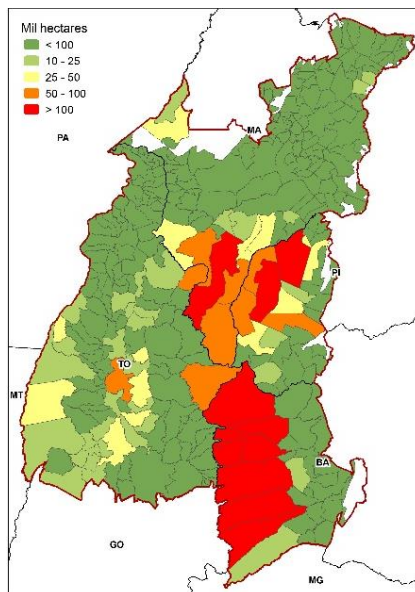 Mil hectares
< 100
10 - 25
25 - 50
50 - 100
> 100
PA
MA
PI
TO
MT
BA
GO
MG